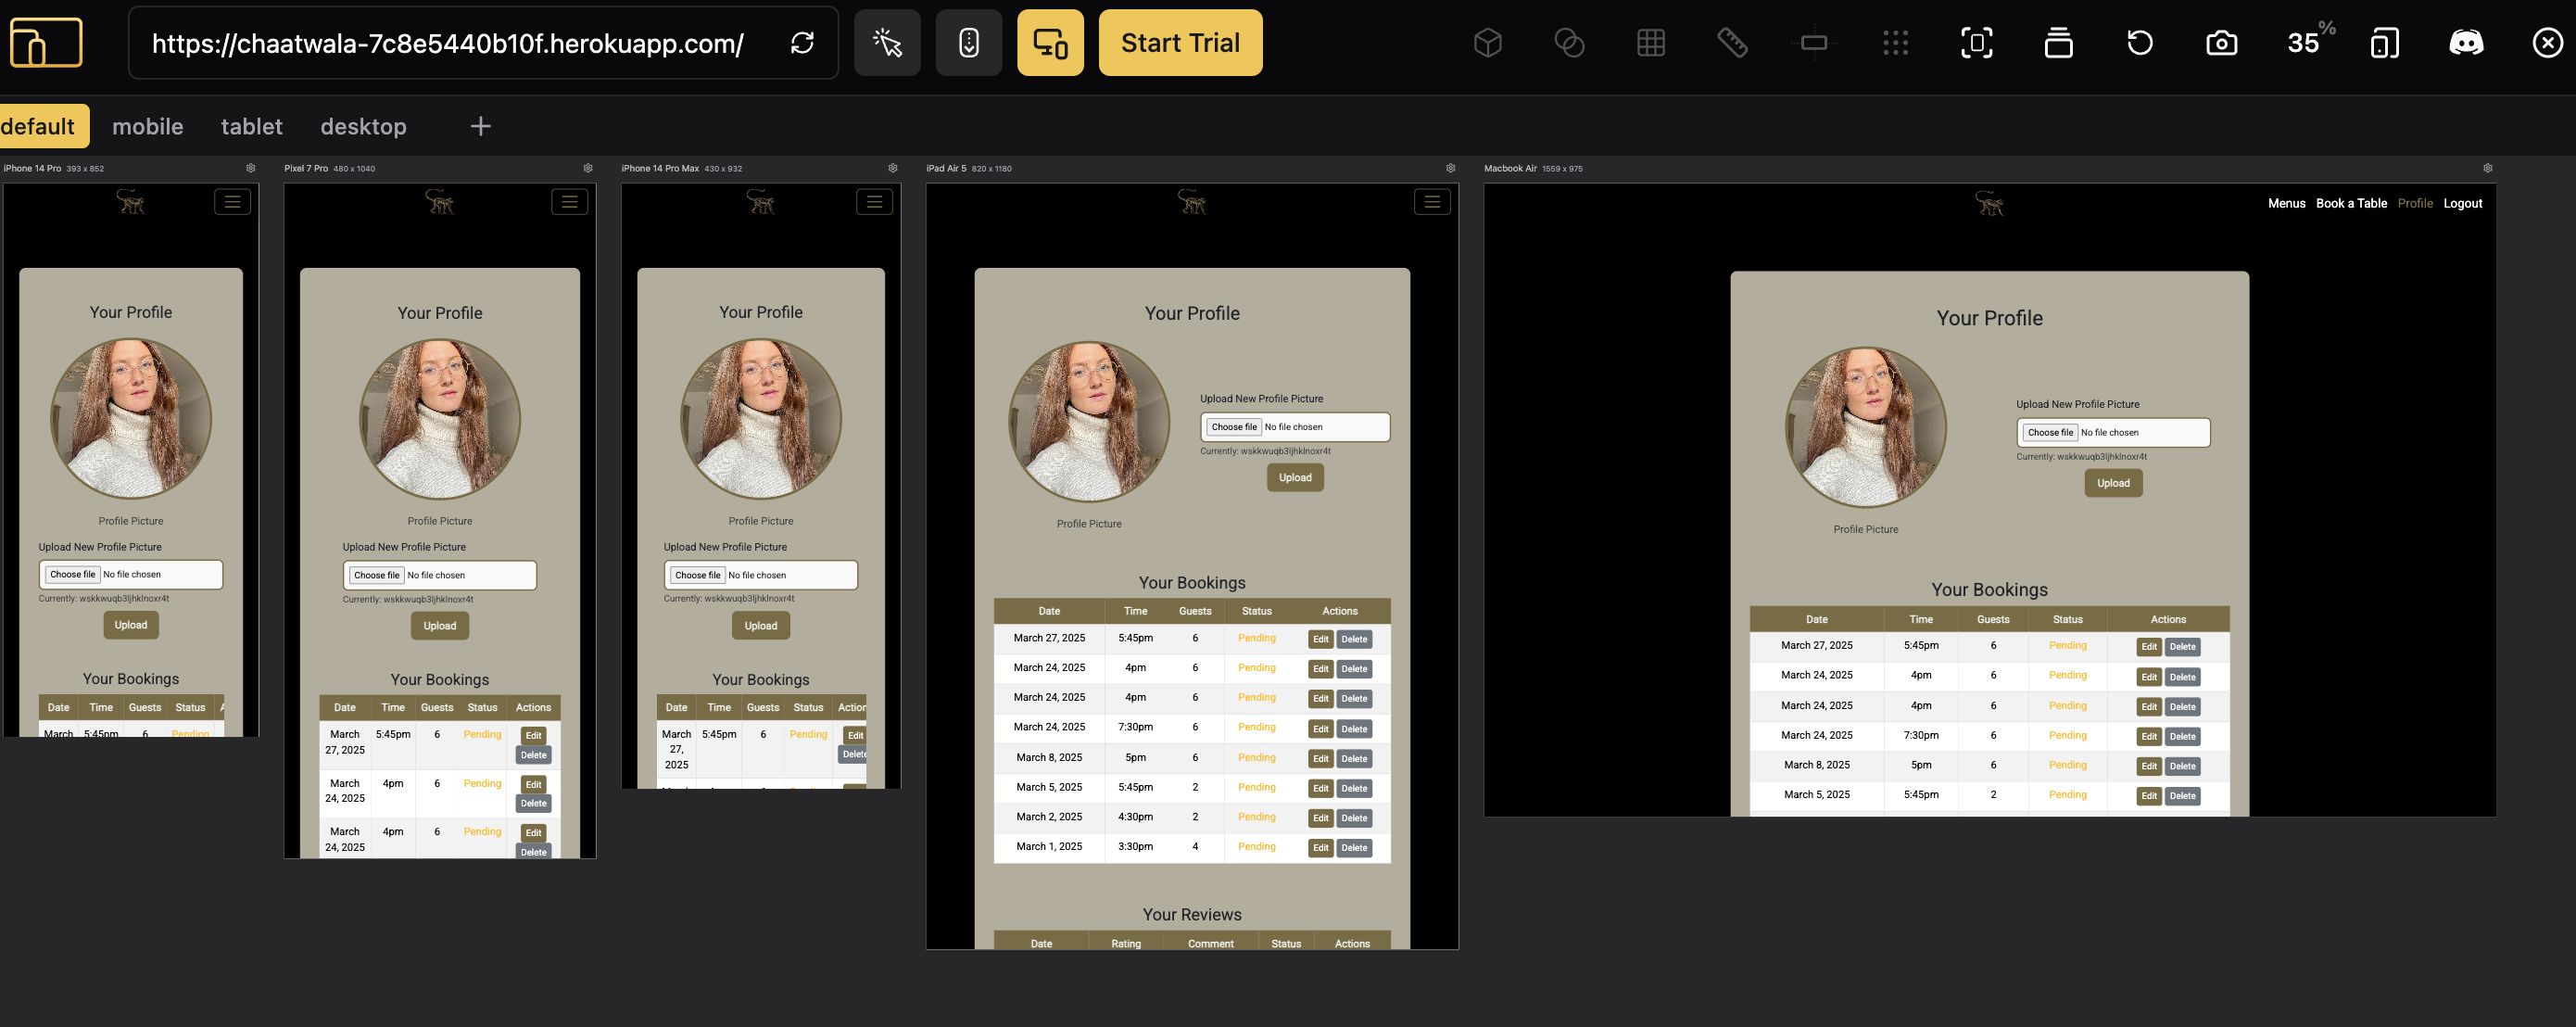 https://chaatwala-7c8e5440b10f.herokuapp.com/
Start Trial
35%
default mobile tablet desktop +
iPhone 14 Pro 393 x 852
Your Profile
Profile Picture
Upload New Profile Picture
Choose file No file chosen
Currently: wskkwuqb3ljhklnoxr4t
Upload
Your Bookings
Date Time Guests Status A
March 5:45pm 6 Pending
Pixel 7 Pro 480 x 1040
Your Profile
Profile Picture
Upload New Profile Picture
Choose file No file chosen
Currently: wskkwuqb3ljhklnoxr4t
Upload
Your Bookings
Date Time Guests Status Actions
March 27, 2025 5:45pm 6 Pending Edit Delete
March 24, 2025 4pm 6 Pending Edit Delete
March 24, 2025 4pm 6 Pending Edit Delete
iPhone 14 Pro Max 430 x 932
Your Profile
Profile Picture
Upload New Profile Picture
Choose file No file chosen
Currently: wskkwuqb3ljhklnoxr4t
Upload
Your Bookings
Date Time Guests Status Action
March 27, 2025 5:45pm 6 Pending Edit Delete
iPad Air 5 820 x 1180
Your Profile
Upload New Profile Picture
Choose file No file chosen
Currently: wskkwuqb3ljhklnoxr4t
Upload
Profile Picture
Your Bookings
Date Time Guests Status Actions
March 27, 2025 5:45pm 6 Pending Edit Delete
March 24, 2025 4pm 6 Pending Edit Delete
March 24, 2025 4pm 6 Pending Edit Delete
March 24, 2025 7:30pm 6 Pending Edit Delete
March 8, 2025 5pm 6 Pending Edit Delete
March 5, 2025 5:45pm 2 Pending Edit Delete
March 2, 2025 4:30pm 2 Pending Edit Delete
March 1, 2025 3:30pm 4 Pending Edit Delete
Your Reviews
Date Rating Comment Status Actions
Macbook Air 1559 x 975
Menus Book a Table Profile Logout
Your Profile
Upload New Profile Picture
Choose file No file chosen
Currently: wskkwuqb3ljhklnoxr4t
Upload
Profile Picture
Your Bookings
Date Time Guests Status Actions
March 27, 2025 5:45pm 6 Pending Edit Delete
March 24, 2025 4pm 6 Pending Edit Delete
March 24, 2025 4pm 6 Pending Edit Delete
March 24, 2025 7:30pm 6 Pending Edit Delete
March 8, 2025 5pm 6 Pending Edit Delete
March 5, 2025 5:45pm 2 Pending Edit Delete